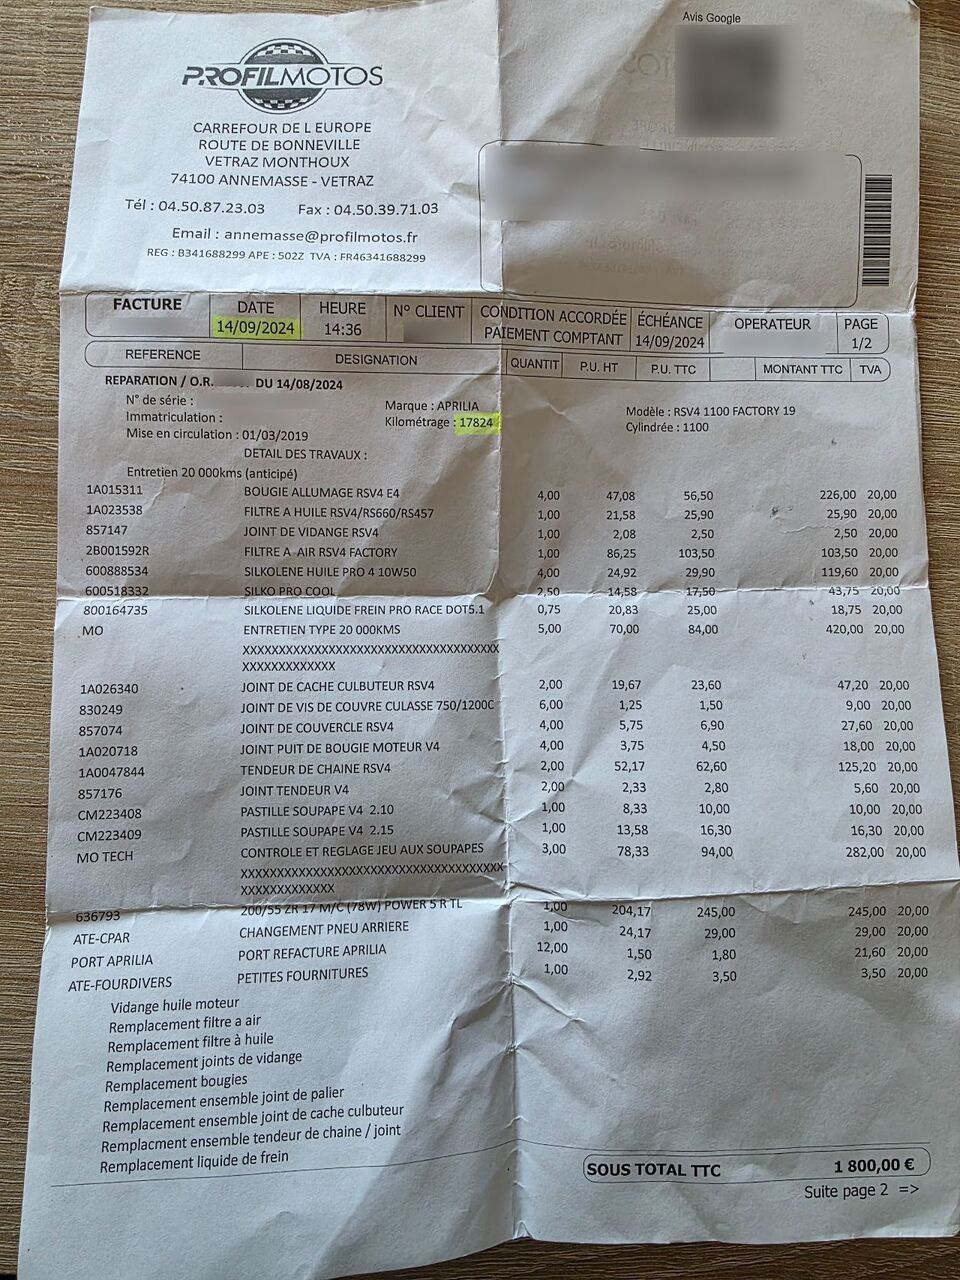 Avis Google
PROFILMOTOS
CARREFOUR DE L EUROPE
ROUTE DE BONNEVILLE
VETRAZ MONTHOUX
74100 ANNEMASSE - VETRAZ
Tél : 04.50.87.23.03 Fax : 04.50.39.71.03
Email : annemasse@profilmotos.fr
REG : B341688299 APE : 502Z TVA : FR46341688299
FACTURE DATE HEURE N° CLIENT CONDITION ACCORDÉE ÉCHÉANCE OPERATEUR PAGE
14/09/2024 14:36 PAIEMENT COMPTANT 14/09/2024 1/2
REFERENCE DESIGNATION QUANTIT P.U. HT P.U. TTC MONTANT TTC TVA
REPARATION / O.R. DU 14/08/2024
N° de série : Marque : APRILIA Modèle : RSV4 1100 FACTORY 19
Immatriculation : Kilométrage : 17824 Cylindrée : 1100
Mise en circulation : 01/03/2019
DETAIL DES TRAVAUX :
Entretien 20 000kms (anticipé)
1A015311 BOUGIE ALLUMAGE RSV4 E4 4,00 47,08 56,50 226,00 20,00
1A023538 FILTRE A HUILE RSV4/RS660/RS457 1,00 21,58 25,90 25,90 20,00
857147 JOINT DE VIDANGE RSV4 1,00 2,08 2,50 2,50 20,00
2B001592R FILTRE A AIR RSV4 FACTORY 1,00 86,25 103,50 103,50 20,00
600888534 SILKOLENE HUILE PRO 4 10W50 4,00 24,92 29,90 119,60 20,00
600518332 SILKO PRO COOL 2,50 14,58 17,50 43,75 20,00
800164735 SILKOLENE LIQUIDE FREIN PRO RACE DOT5.1 0,75 20,83 25,00 18,75 20,00
MO ENTRETIEN TYPE 20 000KMS 5,00 70,00 84,00 420,00 20,00
XXXXXXXXXXXXXXXXXXXXXXXXXXXXXXXXXXXX
XXXXXXXXXXXXX
1A026340 JOINT DE CACHE CULBUTEUR RSV4 2,00 19,67 23,60 47,20 20,00
830249 JOINT DE VIS DE COUVRE CULASSE 750/1200C 6,00 1,25 1,50 9,00 20,00
857074 JOINT DE COUVERCLE RSV4 4,00 5,75 6,90 27,60 20,00
1A020718 JOINT PUIT DE BOUGIE MOTEUR V4 4,00 3,75 4,50 18,00 20,00
1A0047844 TENDEUR DE CHAINE RSV4 2,00 52,17 62,60 125,20 20,00
857176 JOINT TENDEUR V4 2,00 2,33 2,80 5,60 20,00
CM223408 PASTILLE SOUPAPE V4 2.10 1,00 8,33 10,00 10,00 20,00
CM223409 PASTILLE SOUPAPE V4 2.15 1,00 13,58 16,30 16,30 20,00
MO TECH CONTROLE ET REGLAGE JEU AUX SOUPAPES 3,00 78,33 94,00 282,00 20,00
XXXXXXXXXXXXXXXXXXXXXXXXXXXXXXXXXXXX
XXXXXXXXXXXXX
636793 200/55 ZR 17 M/C (78W) POWER 5 R TL 1,00 204,17 245,00 245,00 20,00
ATE-CPAR CHANGEMENT PNEU ARRIERE 1,00 24,17 29,00 29,00 20,00
PORT APRILIA PORT REFACTURE APRILIA 12,00 1,50 1,80 21,60 20,00
ATE-FOURDIVERS PETITES FOURNITURES 1,00 2,92 3,50 3,50 20,00
Vidange huile moteur
Remplacement filtre a air
Remplacement filtre à huile
Remplacement joints de vidange
Remplacement bougies
Remplacement ensemble joint de palier
Remplacement ensemble joint de cache culbuteur
Remplacment ensemble tendeur de chaine / joint
Remplacement liquide de frein
SOUS TOTAL TTC 1 800,00 €
Suite page 2 =>